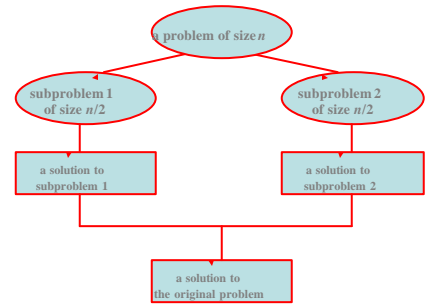 a problem of size n
subproblem 1
of size n/2
subproblem 2
of size n/2
a solution to
subproblem 1
a solution to
subproblem 2
a solution to
the original problem